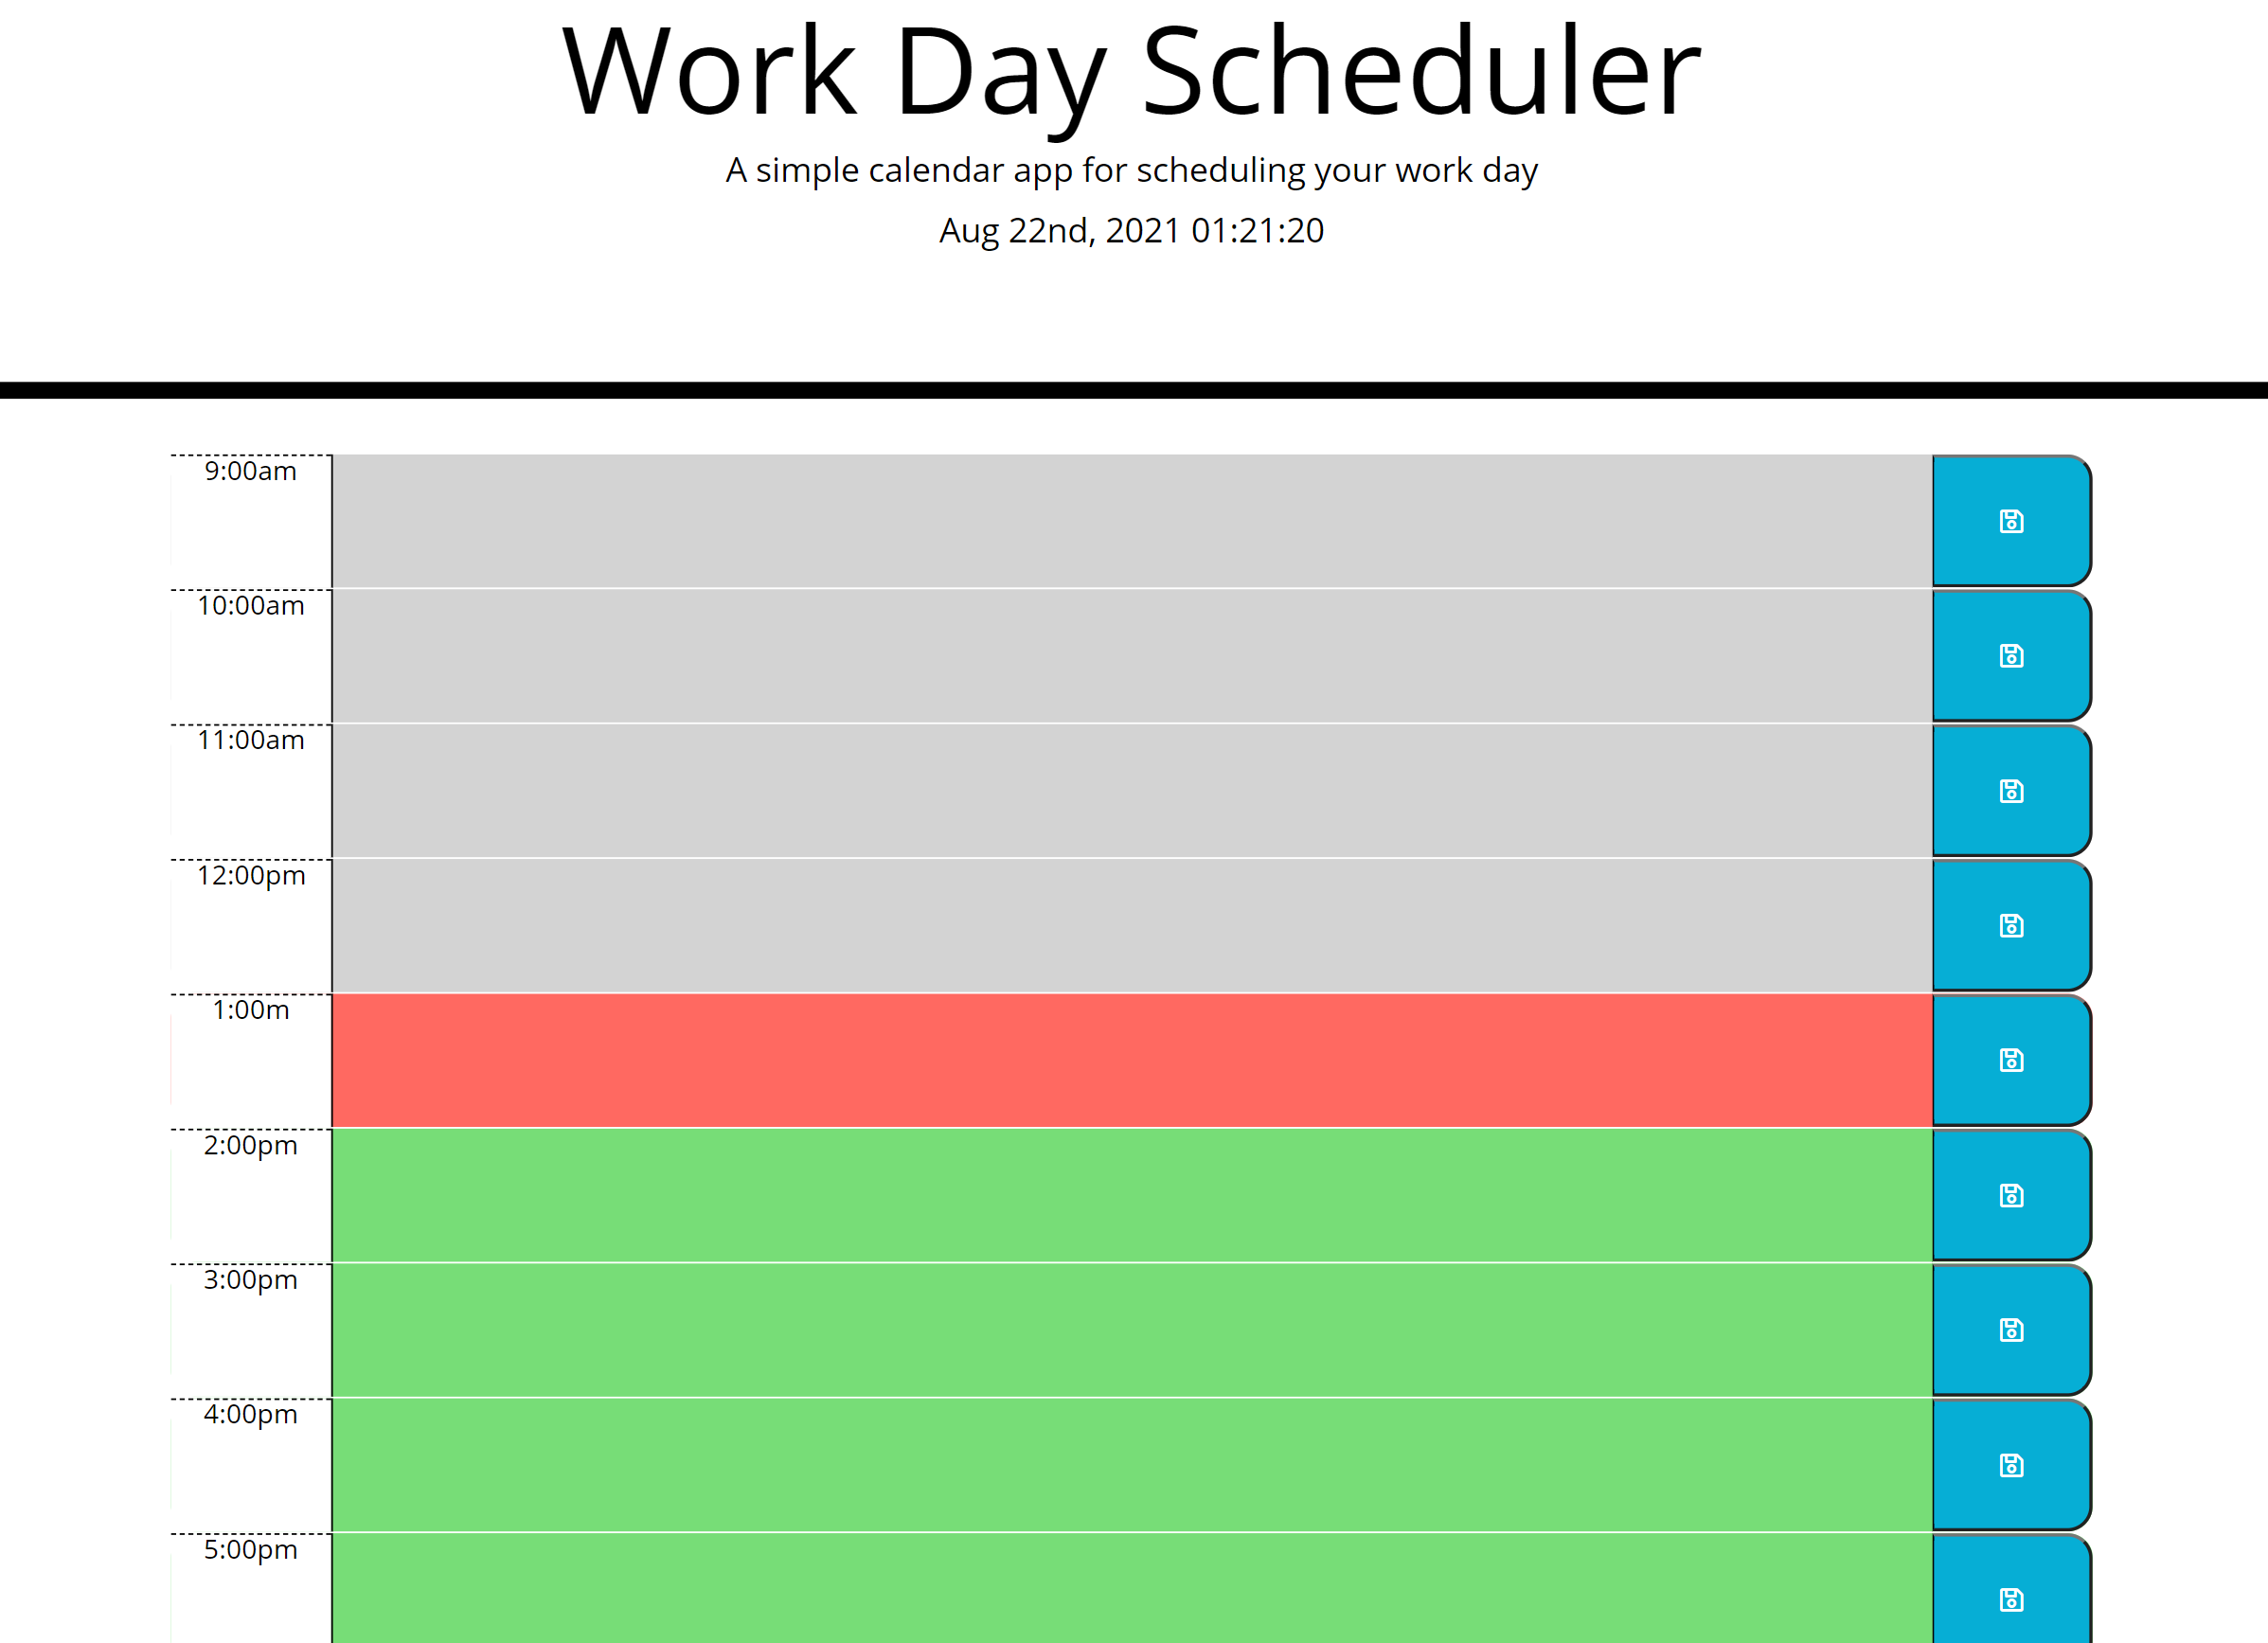 Work Day Scheduler
A simple calendar app for scheduling your work day
Aug 22nd, 2021 01:21:20
9:00am
10:00am
11:00am
12:00pm
1:00m
2:00pm
3:00pm
4:00pm
5:00pm